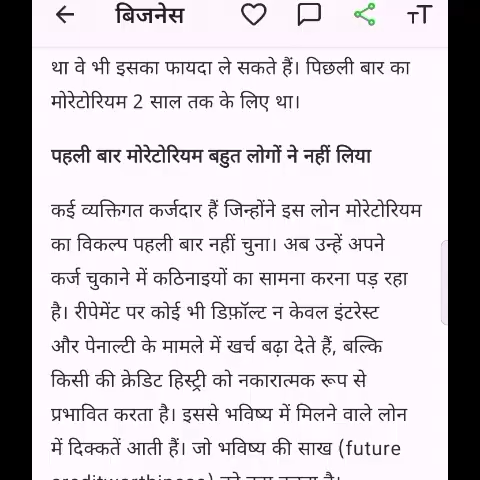 बिजनेस
TT
था वे भी इसका फायदा ले सकते हैं। पिछली बार का
मोरेटोरियम 2 साल तक के लिए था।
पहली बार मोरेटोरियम बहुत लोगों ने नहीं लिया
कई व्यक्तिगत कर्जदार हैं जिन्होंने इस लोन मोरेटोरियम
का विकल्प पहली बार नहीं चुना। अब उन्हें अपने
कर्ज चुकाने में कठिनाइयों का सामना करना पड़ रहा
है। रीपेमेंट पर कोई भी डिफ़ॉल्ट न केवल इंटरेस्ट
और पेनाल्टी के मामले में खर्च बढ़ा देते हैं, बल्कि
किसी की क्रेडिट हिस्ट्री को नकारात्मक रूप से
प्रभावित करता है। इससे भविष्य में मिलने वाले लोन
में दिक्कतें आती हैं। जो भविष्य की साख (future